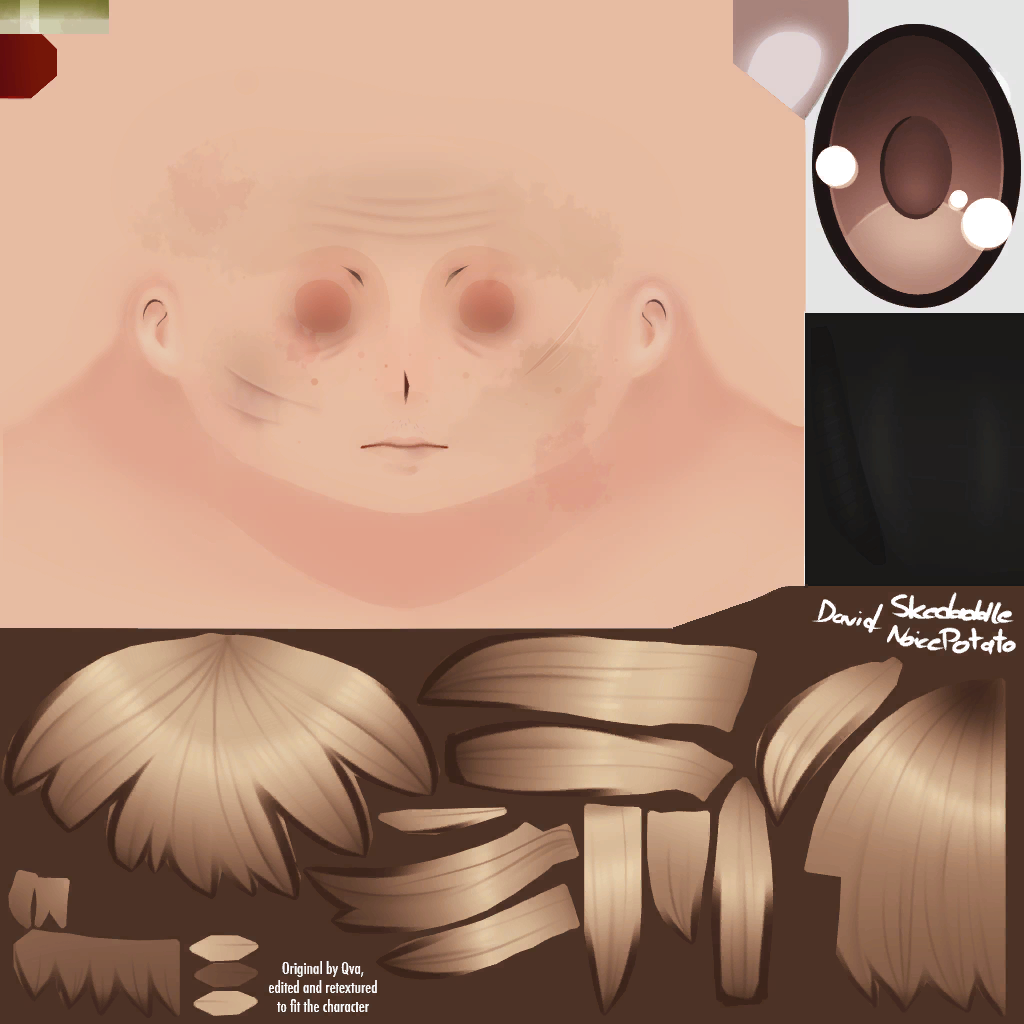 David Skedoddle
NoiccPotato
Original by Qva,
edited and retextured
to fit the character